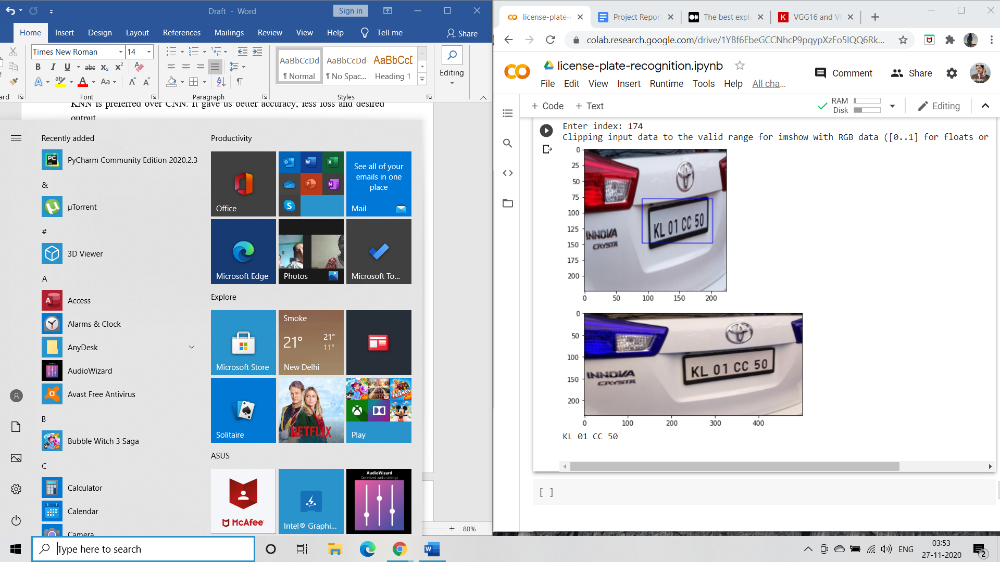 Draft - Word
Sign in
Home Insert Design Layout References Mailings Review View Help Tell me Share
Times New Roman 14
AaBbCcDd AaBbCcDd AaBbCc
¶ Normal ¶ No Spac... Heading 1
Editing
Font Paragraph Styles
KNN is preferred over CNN. It gave us better accuracy, less loss and desired
output
Recently added
PyCharm Community Edition 2020.2.3
&
µTorrent
#
3D Viewer
A
Access
Alarms & Clock
AnyDesk
AudioWizard
Avast Free Antivirus
B
Bubble Witch 3 Saga
C
Calculator
Calendar
Camera
Productivity
Office
See all of your
emails in one
place
Mail
Microsoft Edge
Photos
Microsoft To...
Explore
Microsoft Store
Smoke
21°
21°
11°
New Delhi
Solitaire
NETFLIX
Play
ASUS
McAfee
Intel® Graphi...
AudioWizard
Optimized audio settings
80%
Type here to search
license-plate-r
Project Report
The best expla
VGG16 and VG
colab.research.google.com/drive/1YBf6EbeGCCNhcP9pqypXzFo5IQQ6Rk...
license-plate-recognition.ipynb
Comment Share
File Edit View Insert Runtime Tools Help All cha...
+ Code + Text
RAM
Disk
Editing
Enter index: 174
Clipping input data to the valid range for imshow with RGB data ([0..1] for floats or
0
25
50
75
100
125
150
175
200
0 50 100 150 200
KL 01 CC 50
INNOVA
CRYSTA
0
50
100
150
200
0 100 200 300 400
KL 01 CC 50
INNOVA
CRYSTA
KL 01 CC 50
[ ]
ENG
03:53
27-11-2020
2